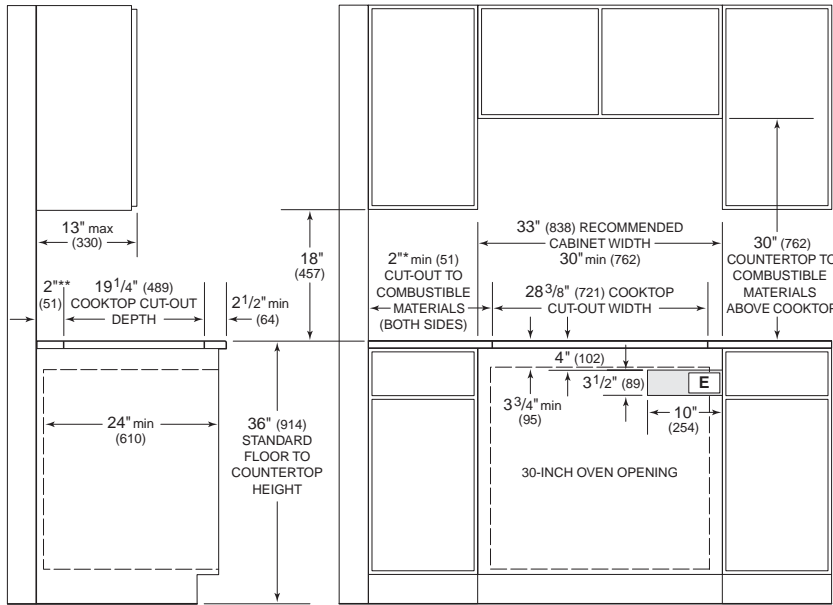 13" max
(330)
2"**
(51)
19 1/4" (489)
COOKTOP CUT-OUT
DEPTH
2 1/2" min
(64)
18"
(457)
24" min
(610)
36" (914)
STANDARD
FLOOR TO
COUNTERTOP
HEIGHT
2"* min (51)
CUT-OUT TO
COMBUSTIBLE
MATERIALS
(BOTH SIDES)
33" (838) RECOMMENDED
CABINET WIDTH
30" min (762)
28 3/8" (721) COOKTOP
CUT-OUT WIDTH
30" (762)
COUNTERTOP TO
COMBUSTIBLE
MATERIALS
ABOVE COOKTOP
4" (102)
3 1/2" (89)
E
3 3/4" min
(95)
10"
(254)
30-INCH OVEN OPENING